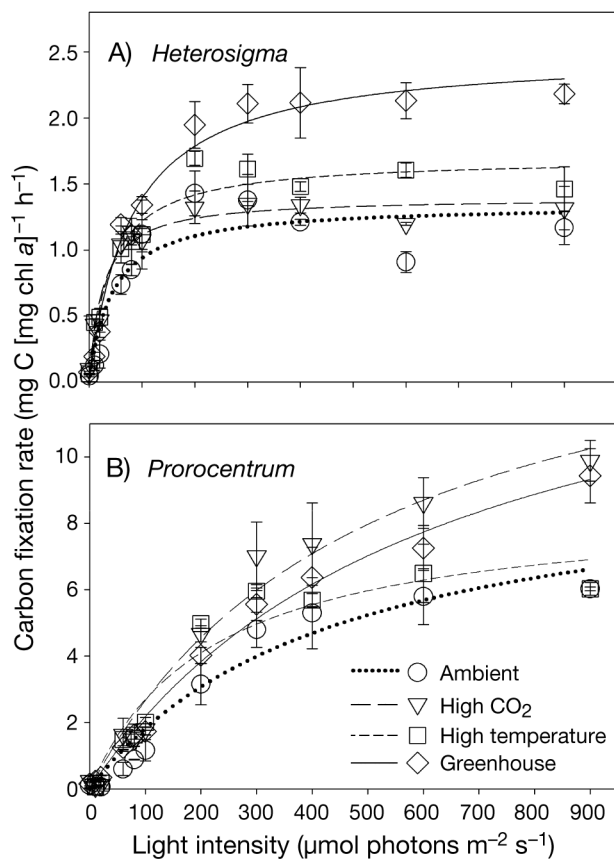 A) Heterosigma
2.5
2.0
1.5
1.0
0.5
0.0
Carbon fixation rate (mg C [mg chl a]⁻¹ h⁻¹)
B) Prorocentrum
10
8
6
4
2
0
Ambient
High CO₂
High temperature
Greenhouse
0 100 200 300 400 500 600 700 800 900
Light intensity (µmol photons m⁻² s⁻¹)